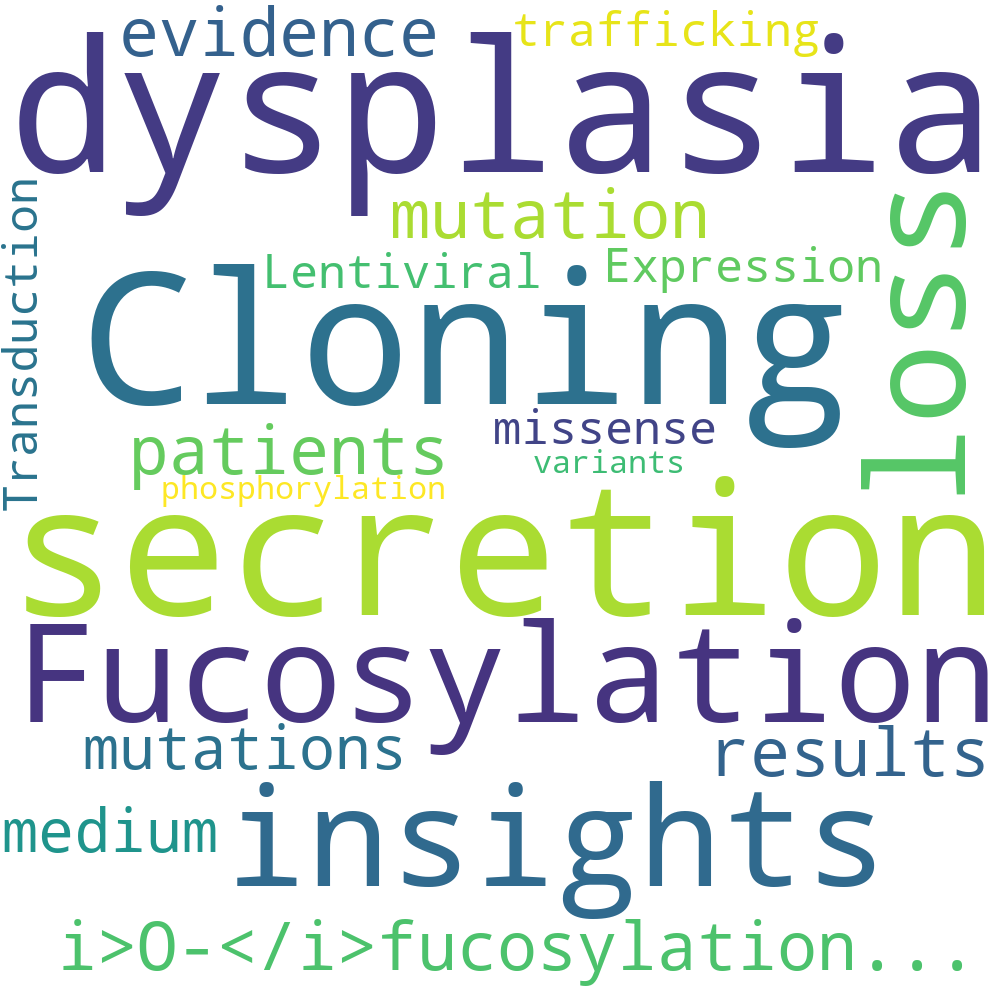 evidence
trafficking
dysplasia
Transduction
mutation
loss
Lentiviral
Expression
Cloning
missense
patients
variants
phosphorylation
secretion
Fucosylation
mutations
results
insights
medium
i>O-</i>fucosylation...